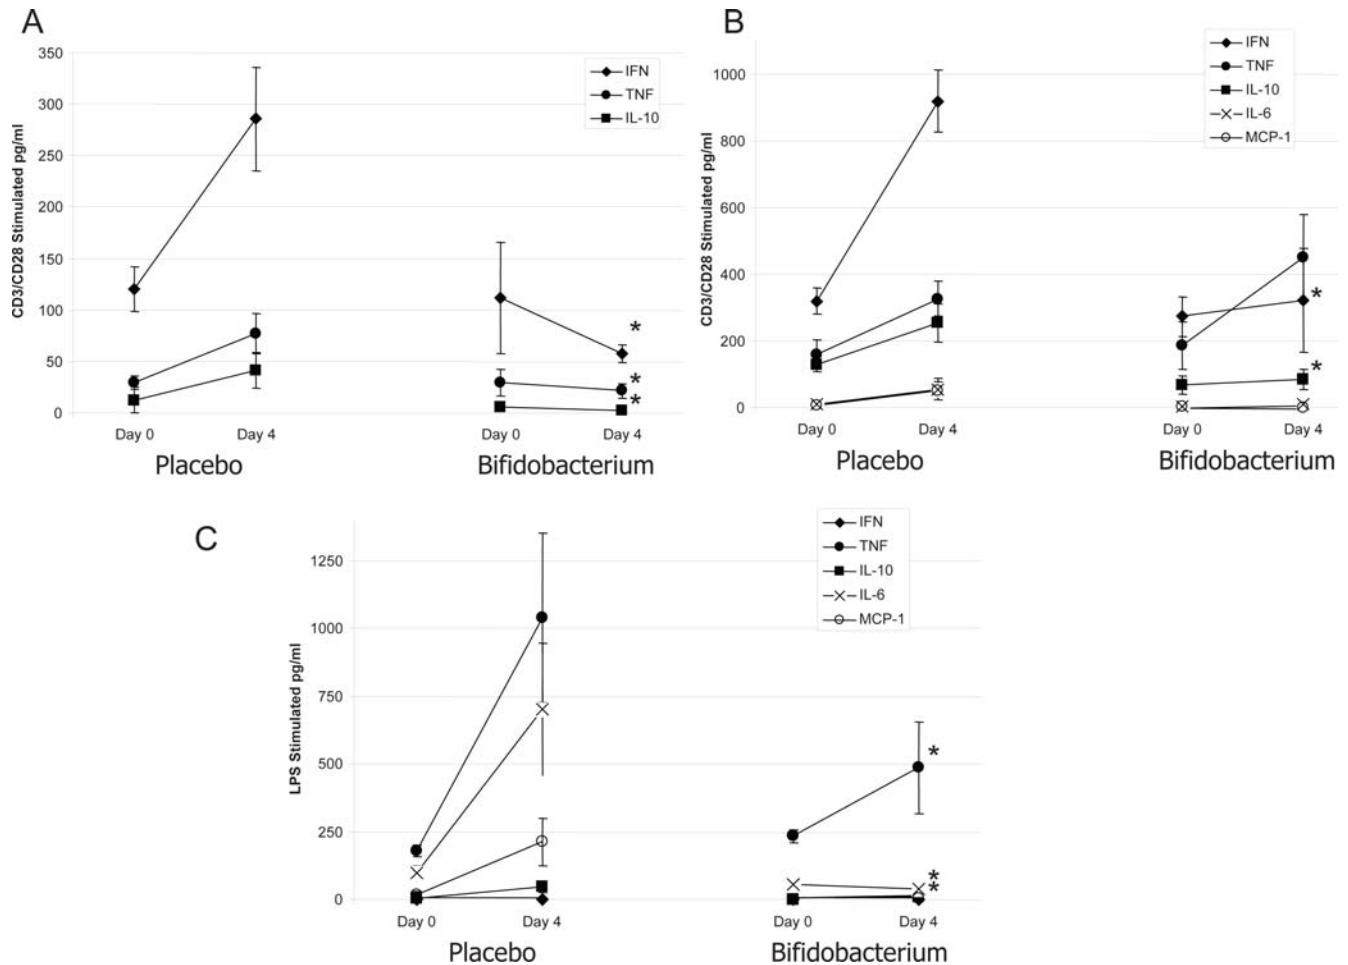 A
CD3/CD28 Stimulated pg/ml
350
300
250
200
150
100
50
0
IFN
TNF
IL-10
*
*
*
Day 0
Day 4
Day 0
Day 4
Placebo
Bifidobacterium
B
CD3/CD28 Stimulated pg/ml
1000
800
600
400
200
0
IFN
TNF
IL-10
IL-6
MCP-1
*
*
Day 0
Day 4
Day 0
Day 4
Placebo
Bifidobacterium
C
LPS Stimulated pg/ml
1250
1000
750
500
250
0
IFN
TNF
IL-10
IL-6
MCP-1
*
*
*
Day 0
Day 4
Day 0
Day 4
Placebo
Bifidobacterium